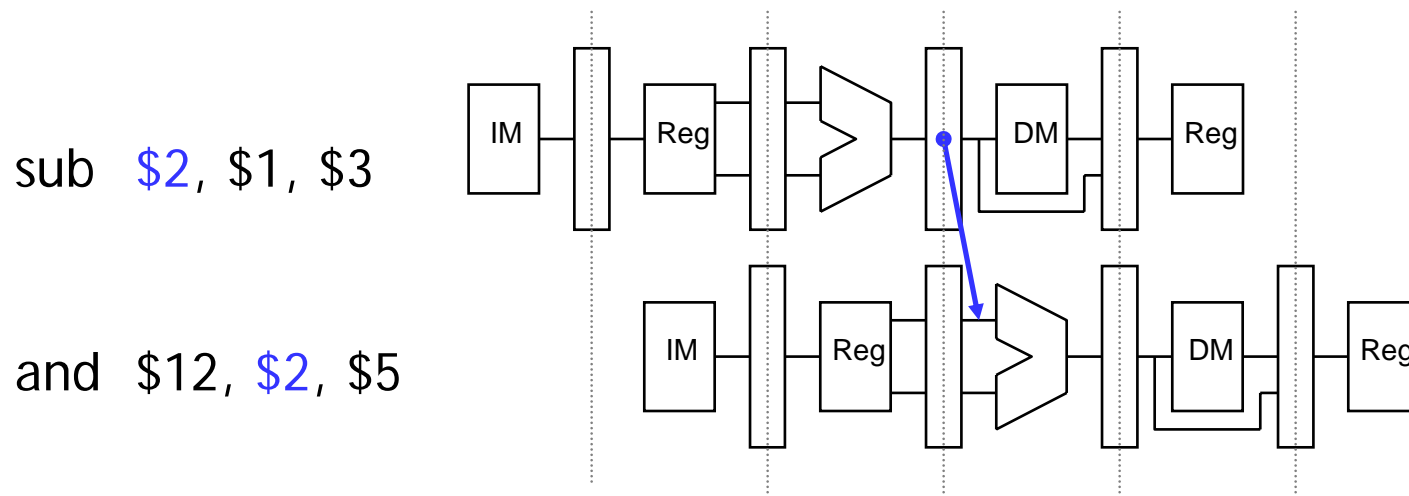 IM Reg DM Reg
sub $2, $1, $3
IM Reg DM Reg
and $12, $2, $5